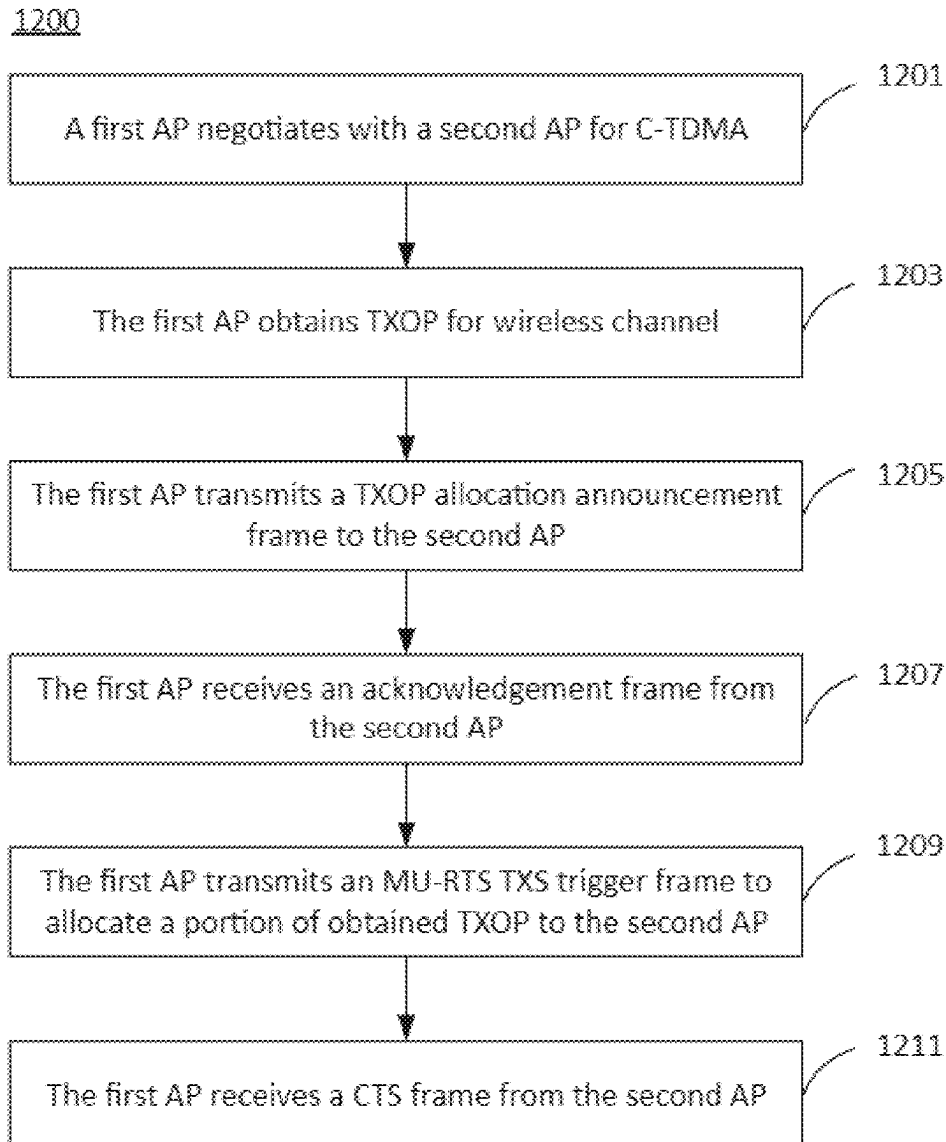 1200
1201
A first AP negotiates with a second AP for C-TDMA
1203
The first AP obtains TXOP for wireless channel
1205
The first AP transmits a TXOP allocation announcement
frame to the second AP
1207
The first AP receives an acknowledgement frame from
the second AP
1209
The first AP transmits an MU-RTS TXS trigger frame to
allocate a portion of obtained TXOP to the second AP
1211
The first AP receives a CTS frame from the second AP